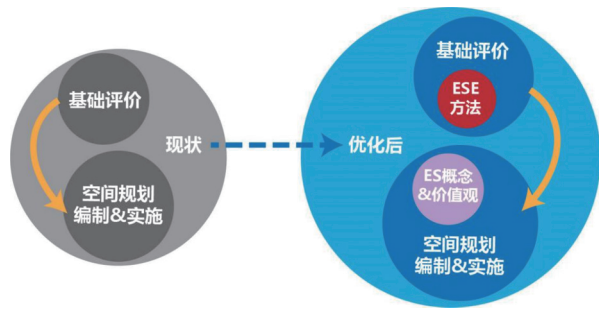 基础评价
空间规划
编制&实施
现状
优化后
基础评价
ESE
方法
ES概念
&价值观
空间规划
编制&实施